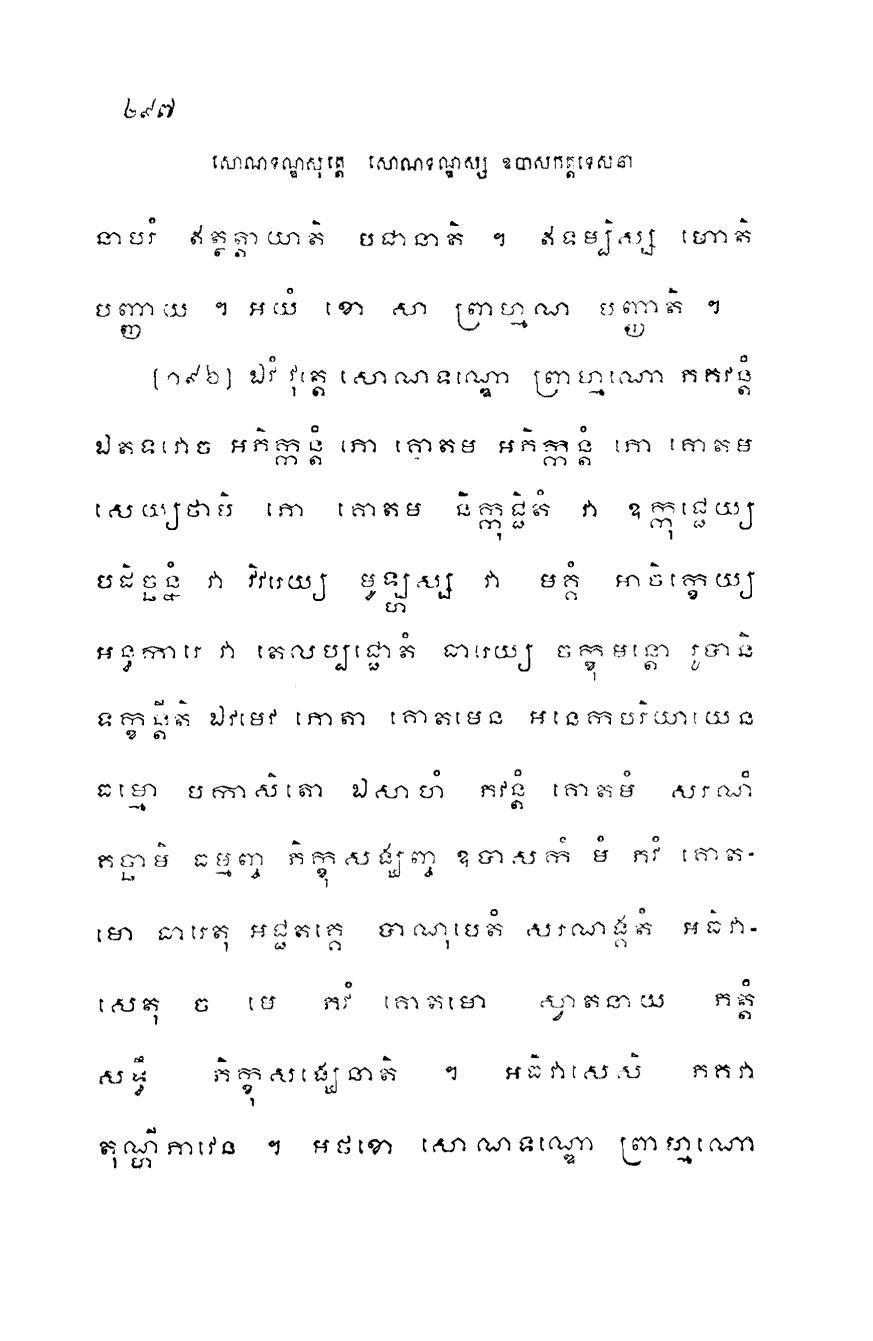 ២៩៧
សោណទណ្ឌសុត្តេ សោណទណ្ឌស្ស ឧបាសកត្តទេសនា
នាបរំ ឥត្ថត្តាយាតិ បជានាតិ ។ ឥទម្បិស្ស ហោតិ
បញ្ញាយ ។ អយំ ខោ សា ព្រាហ្មណ បញ្ញាតិ ។
[១៩៦] ឯវំ វុត្តេ សោណទណ្ឌោ ព្រាហ្មណោ ភគវន្តំ
ឯតទវោច អភិក្កន្តំ ភោ គោតម អភិក្កន្តំ ភោ គោតម
សេយ្យថាបិ ភោ គោតម និក្កុជ្ជិតំ វា ឧក្កុជ្ជេយ្យ
បដិច្ឆន្នំ វា វិវរេយ្យ មូឡ្ហស្ស វា មគ្គំ អាចិក្ខេយ្យ
អន្ធការេ វា តេលប្បជ្ជោតំ ធារេយ្យ ចក្ខុមន្តោ រូបានិ
ទក្ខន្តីតិ ឯវមេវ ភោតា គោតមេន អនេកបរិយាយេន
ធម្មោ បកាសិតោ ឯសាហំ ភវន្តំ គោតមំ សរណំ
គច្ឆាមិ ធម្មញ្ច ភិក្ខុសង្ឃញ្ច ឧបាសកំ មំ ភវំ គោត-
មោ ធារេតុ អជ្ជតគ្គេ បាណុបេតំ សរណង្គតំ អធិវា-
សេតុ ច មេ ភវំ គោតមោ ស្វាតនាយ ភត្តំ
សទ្ធឹ ភិក្ខុសង្ឃេនាតិ ។ អធិវាសេសិ ភគវា
តុណ្ហីភាវេន ។ អថខោ សោណទណ្ឌោ ព្រាហ្មណោ